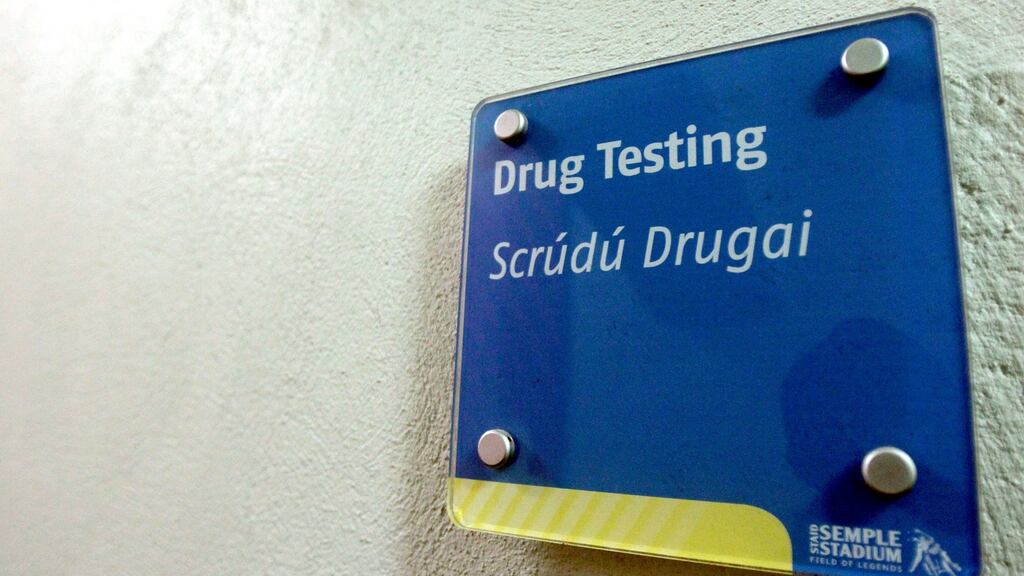 Drug Testing
Scrúdú Drugai
STAID
SEMPLE
STADIUM
FIELD OF LEGENDS